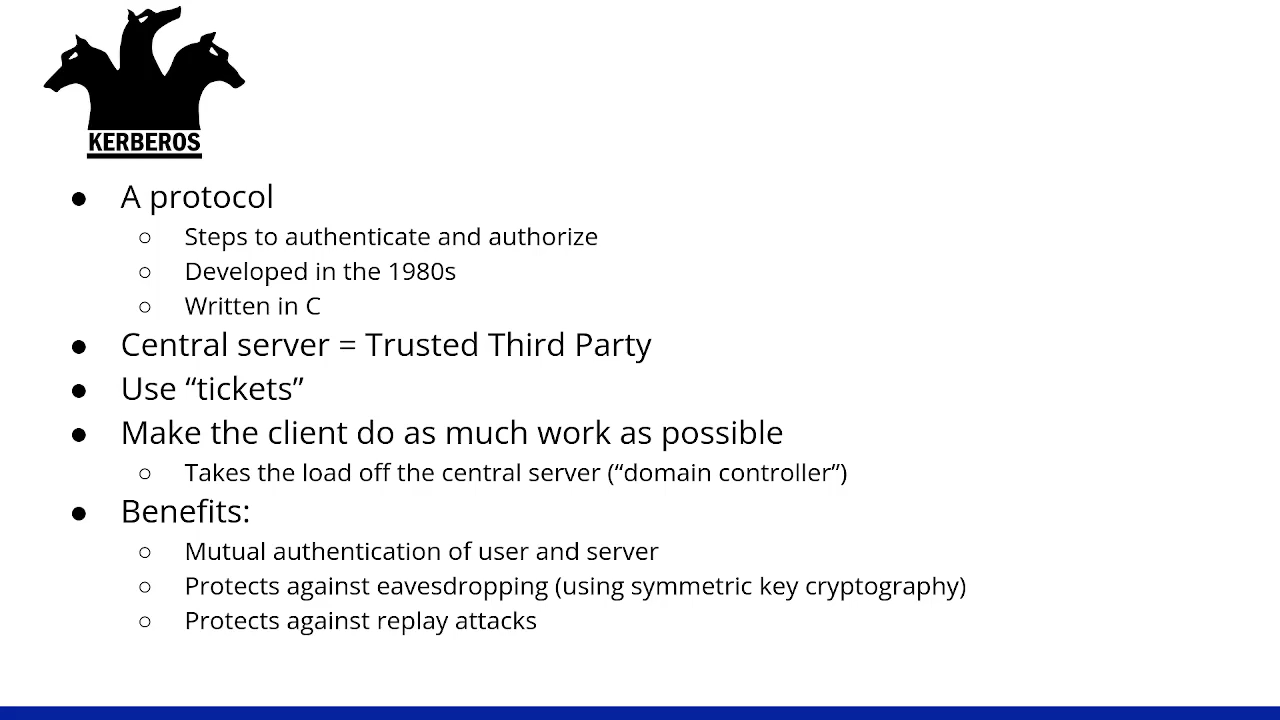 KERBEROS
● A protocol
○ Steps to authenticate and authorize
○ Developed in the 1980s
○ Written in C
● Central server = Trusted Third Party
● Use “tickets”
● Make the client do as much work as possible
○ Takes the load off the central server (“domain controller”)
● Benefits:
○ Mutual authentication of user and server
○ Protects against eavesdropping (using symmetric key cryptography)
○ Protects against replay attacks